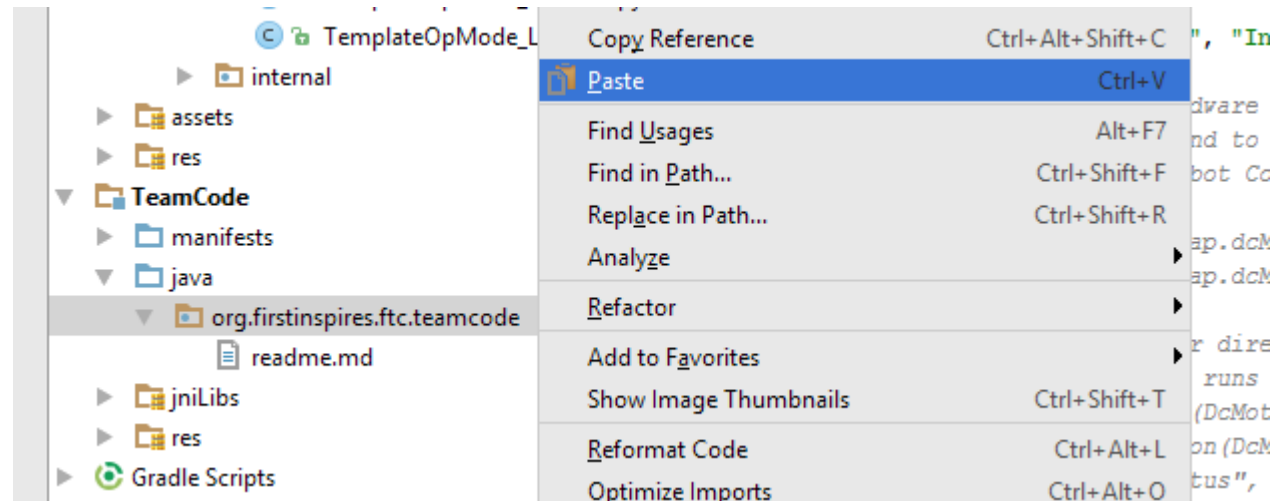 TemplateOpMode_L
internal
assets
res
TeamCode
manifests
java
org.firstinspires.ftc.teamcode
readme.md
jniLibs
res
Gradle Scripts
Copy Reference Ctrl+Alt+Shift+C
Paste Ctrl+V
Find Usages Alt+F7
Find in Path... Ctrl+Shift+F
Replace in Path... Ctrl+Shift+R
Analyze
Refactor
Add to Favorites
Show Image Thumbnails Ctrl+Shift+T
Reformat Code Ctrl+Alt+L
Optimize Imports Ctrl+Alt+O
", "In
dware
nd to
bot Co
ap.dcM
ap.dcM
r dire
runs
(DcMot
on(DcM
tus",